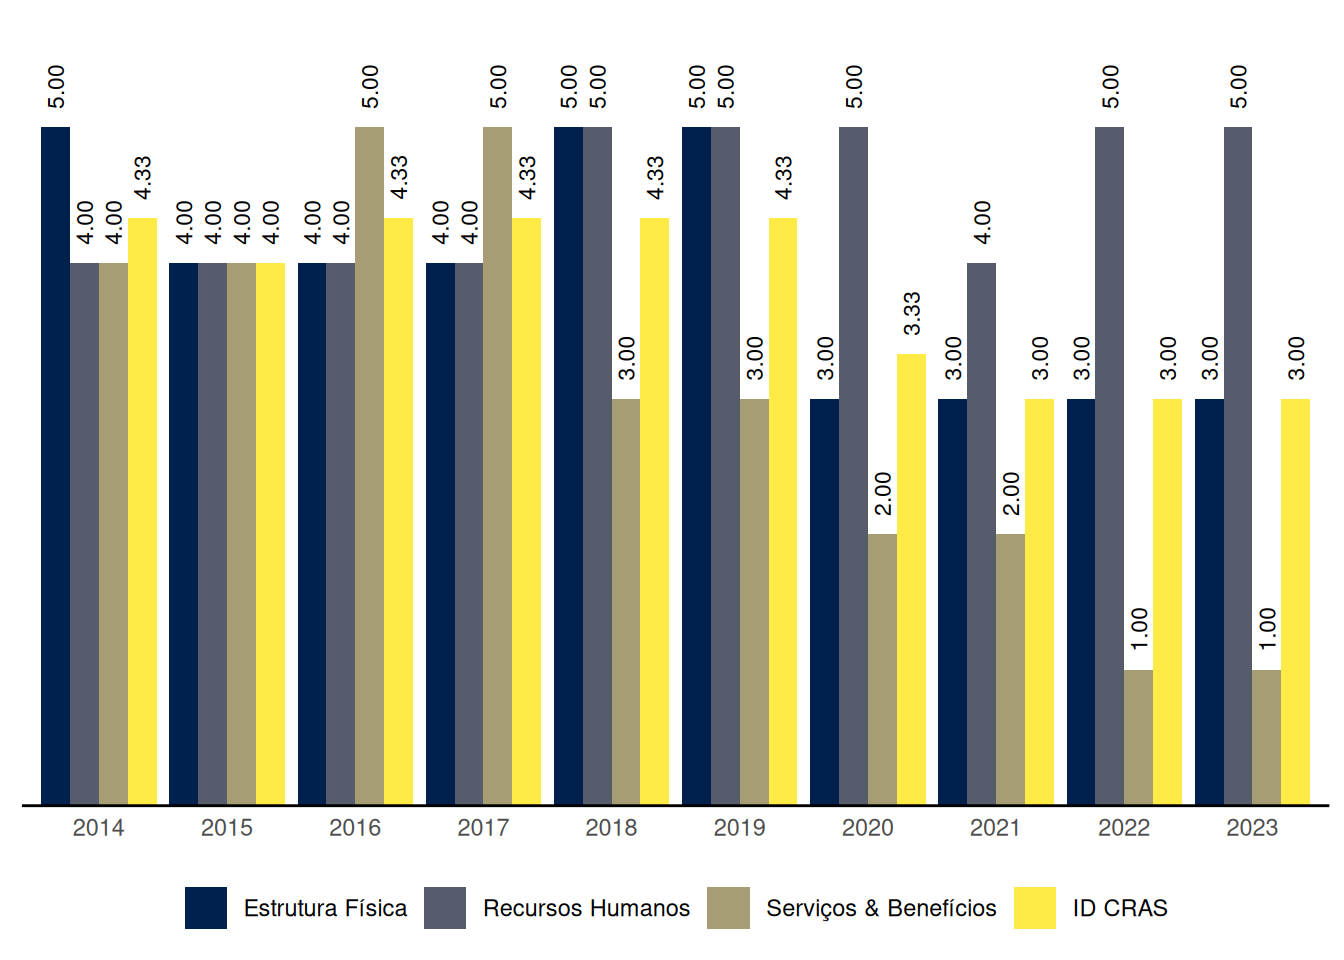 5.00 4.00 4.00 4.33 4.00 4.00 4.00 4.00 4.00 4.00 5.00 4.33 4.00 4.00 5.00 4.33 5.00 5.00 3.00 4.33 5.00 5.00 3.00 4.33 3.00 5.00 2.00 3.33 3.00 4.00 2.00 3.00 3.00 5.00 1.00 3.00 3.00 5.00 1.00 3.00
2014 2015 2016 2017 2018 2019 2020 2021 2022 2023
Estrutura Física Recursos Humanos Serviços & Benefícios ID CRAS